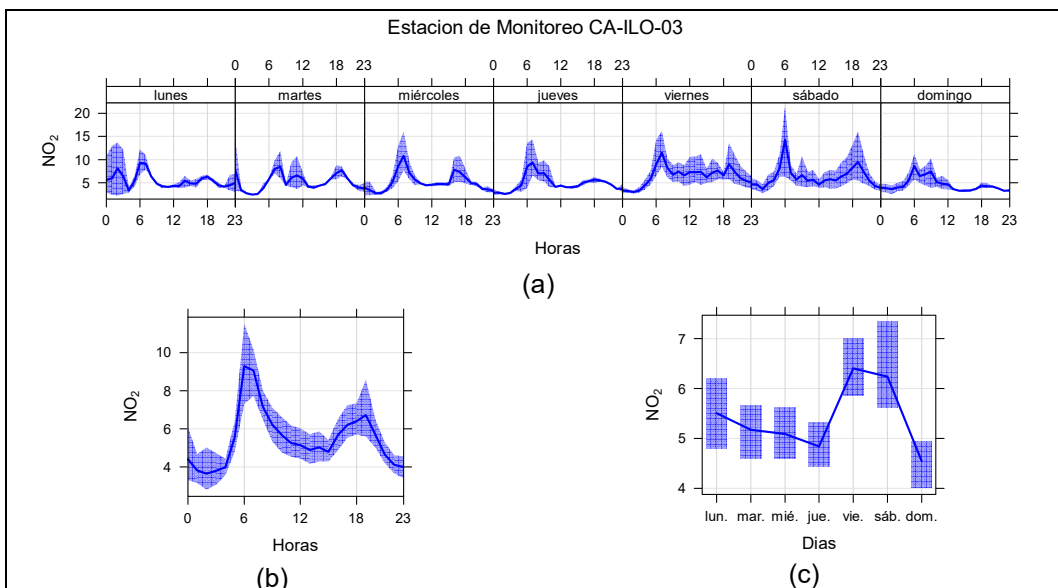 Estacion de Monitoreo CA-ILO-03
0 6 12 18 23 0 6 12 18 23 0 6 12 18 23
lunes martes miércoles jueves viernes sábado domingo
NO2
20
15
10
5
0 6 12 18 23 0 6 12 18 23 0 6 12 18 23 0 6 12 18 23
Horas
(a)
NO2
10
8
6
4
0 6 12 18 23
Horas
(b)
NO2
7
6
5
4
lun. mar. mié. jue. vie. sáb. dom.
Dias
(c)